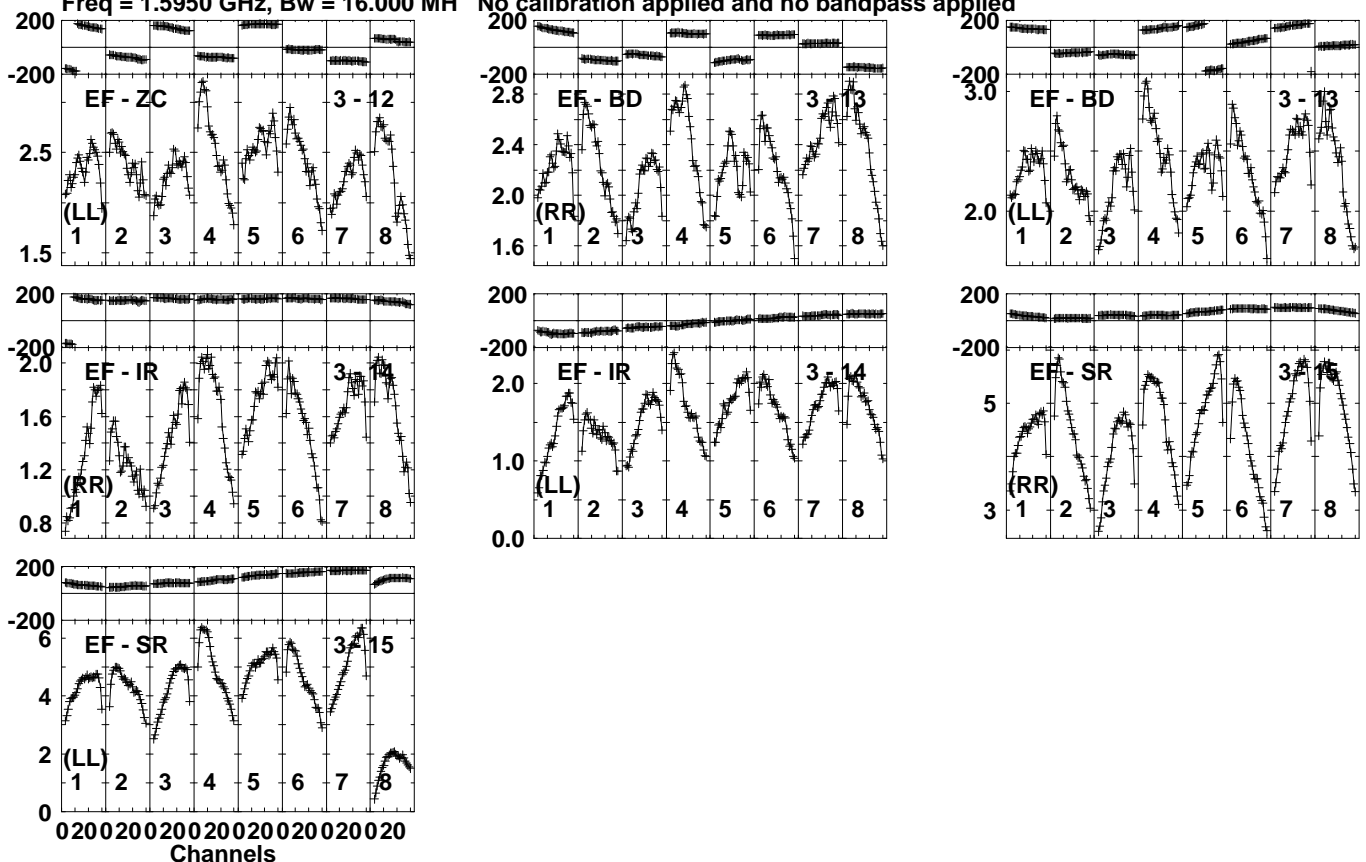 Freq = 1.5950 GHz, Bw = 16.000 MH No calibration applied and no bandpass applied
200
-200
EF - ZC 3 - 12
2.5
(LL)
1 2 3 4 5 6 7 8
1.5
EF - BD 3 - 13
2.8
2.4
2.0
(RR)
1 2 3 4 5 6 7 8
1.6
200
-200
3.0
EF - BD 3 - 13
2.0
(LL)
1 2 3 4 5 6 7 8
200
-200
2.0
EF - IR 3 - 14
1.6
1.2
(RR)
1 2 3 4 5 6 7 8
0.8
200
-200
EF - IR 3 - 14
2.0
1.0
(LL)
1 2 3 4 5 6 7 8
0.0
200
-200
EF - SR 3 - 15
5
(RR)
1 2 3 4 5 6 7 8
3
200
-200
6
EF - SR 3 - 15
4
2
(LL)
1 2 3 4 5 6 7 8
0
0 20 0 20 0 20 0 20 0 20 0 20 0 20 0 20
Channels